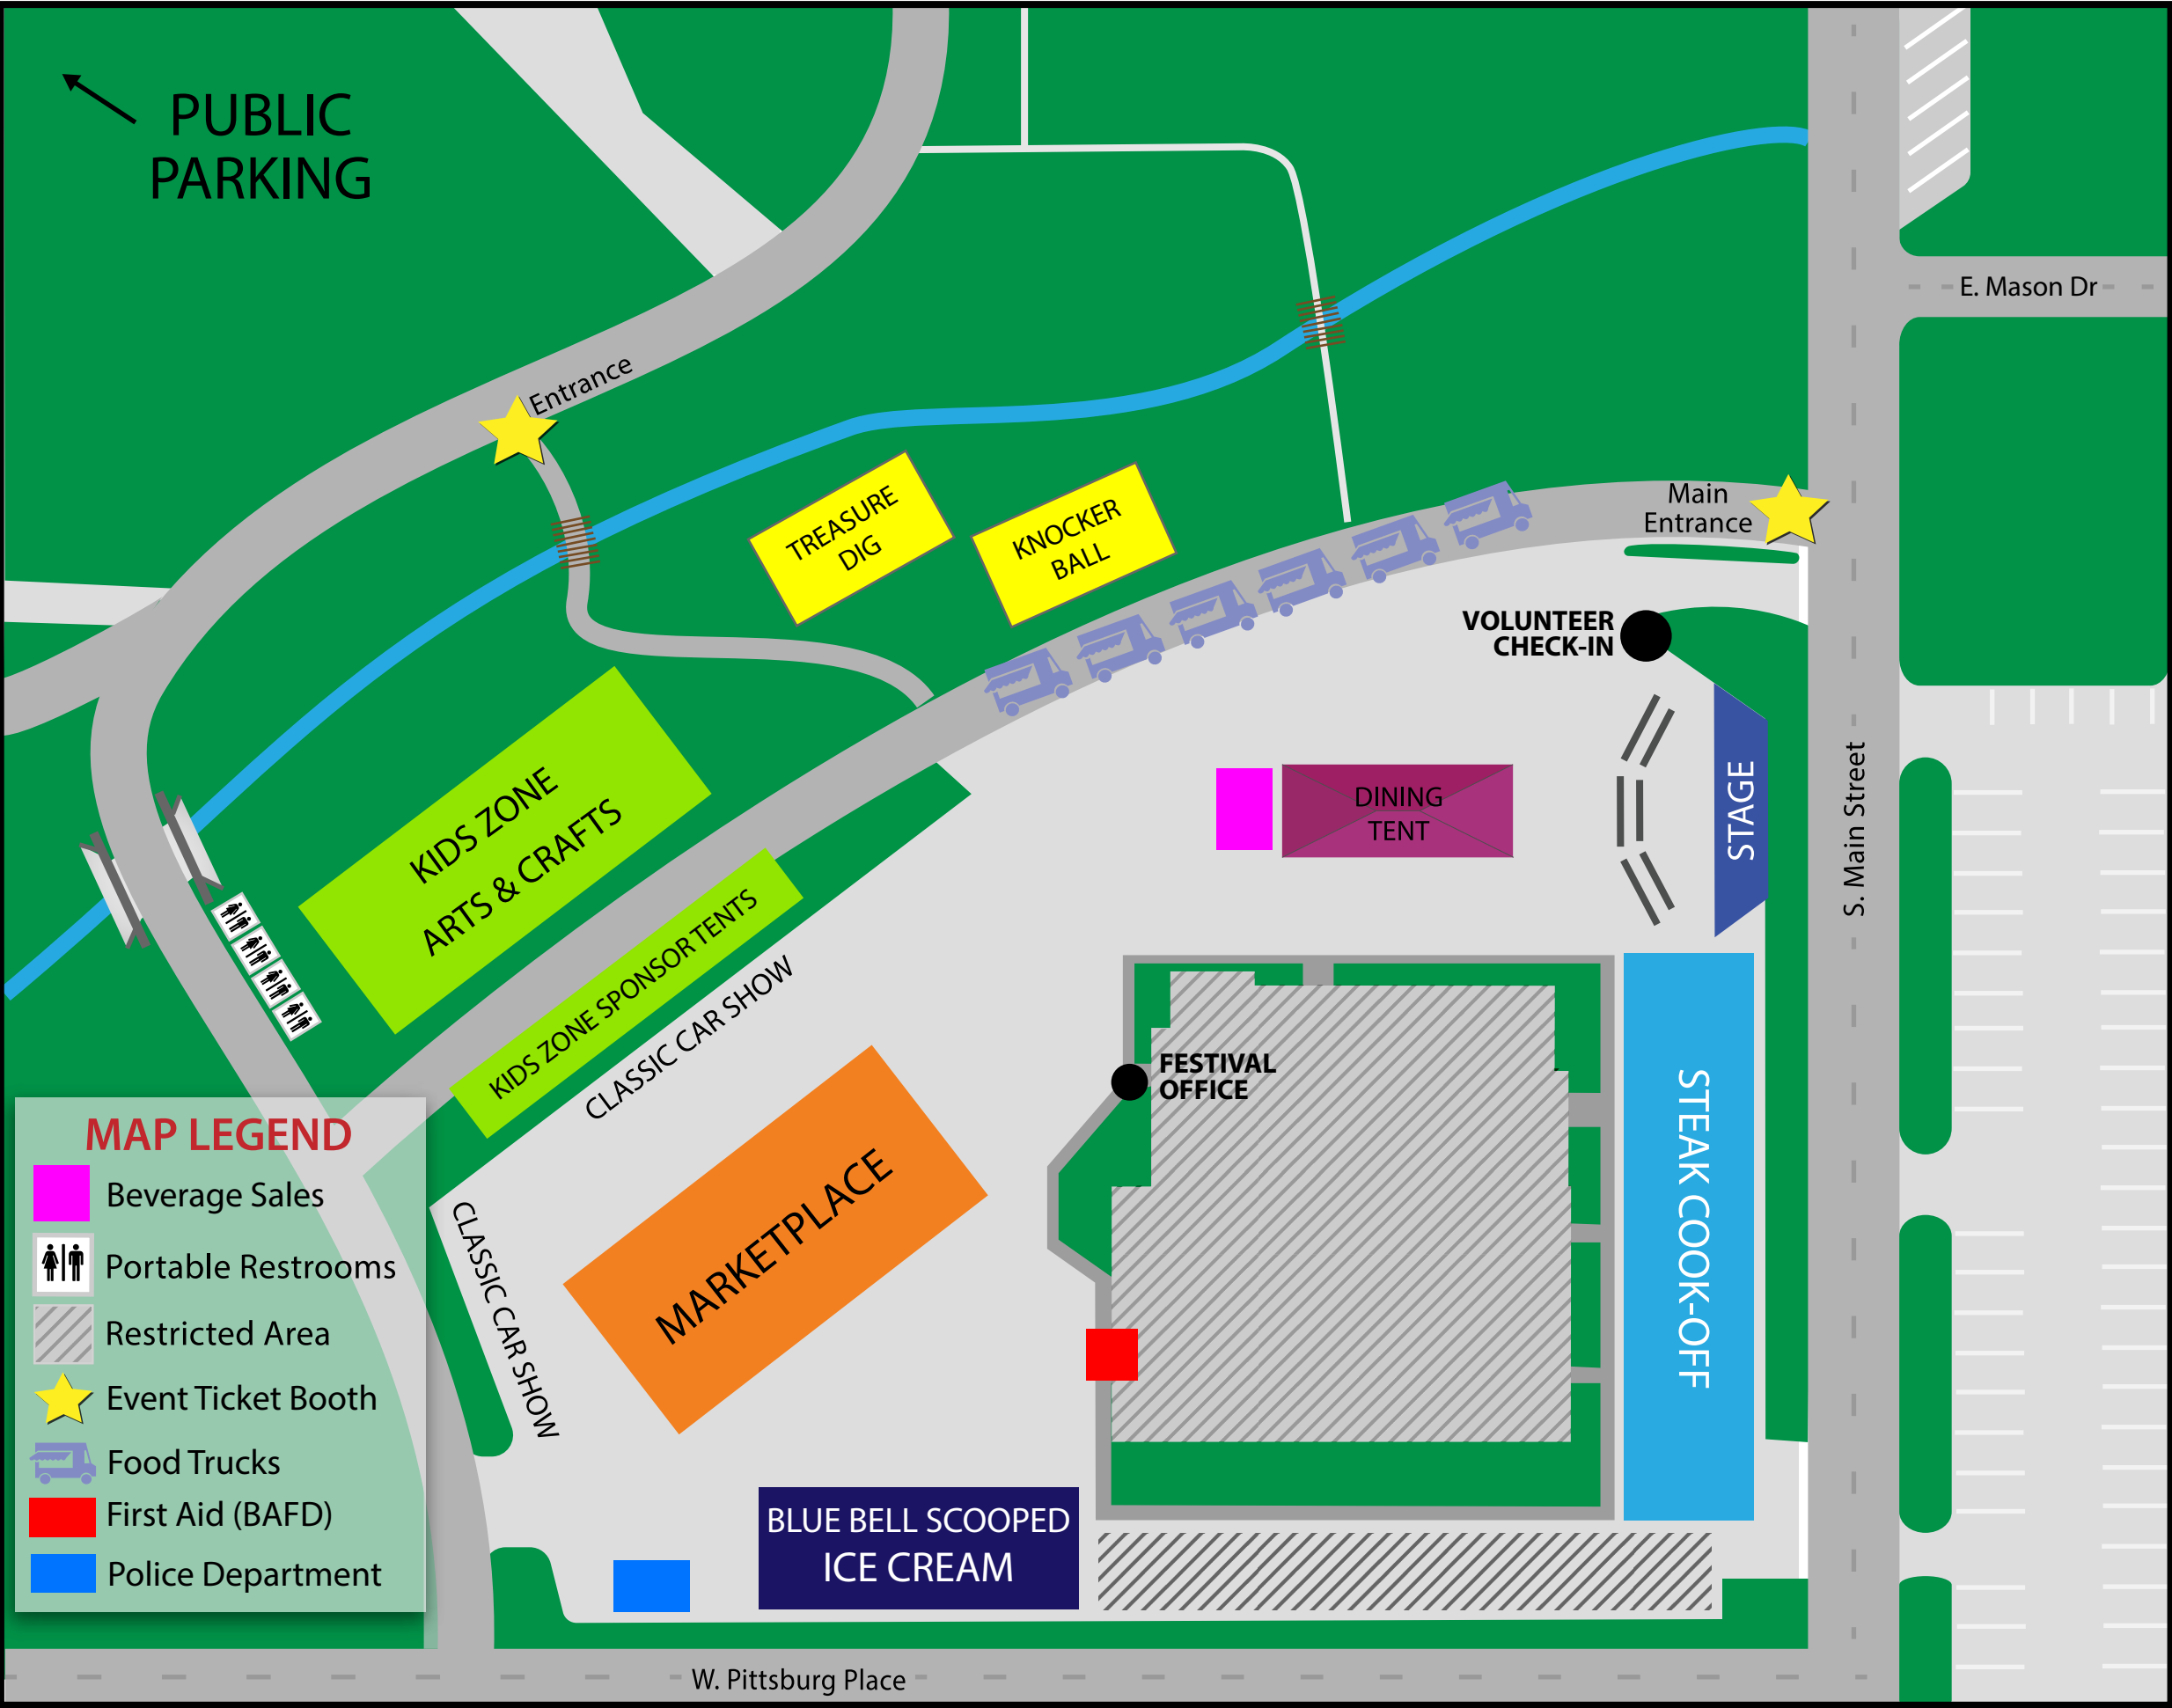 PUBLIC
PARKING
E. Mason Dr
Entrance
Main
Entrance
TREASURE
DIG
KNOCKER
BALL
VOLUNTEER
CHECK-IN
KIDS ZONE
ARTS & CRAFTS
DINING
TENT
STAGE
S. Main Street
KIDS ZONE SPONSOR TENTS
CLASSIC CAR SHOW
FESTIVAL
OFFICE
STEAK COOK-OFF
MARKETPLACE
CLASSIC CAR SHOW
MAP LEGEND
Beverage Sales
Portable Restrooms
Restricted Area
Event Ticket Booth
Food Trucks
First Aid (BAFD)
Police Department
BLUE BELL SCOOPED
ICE CREAM
W. Pittsburg Place